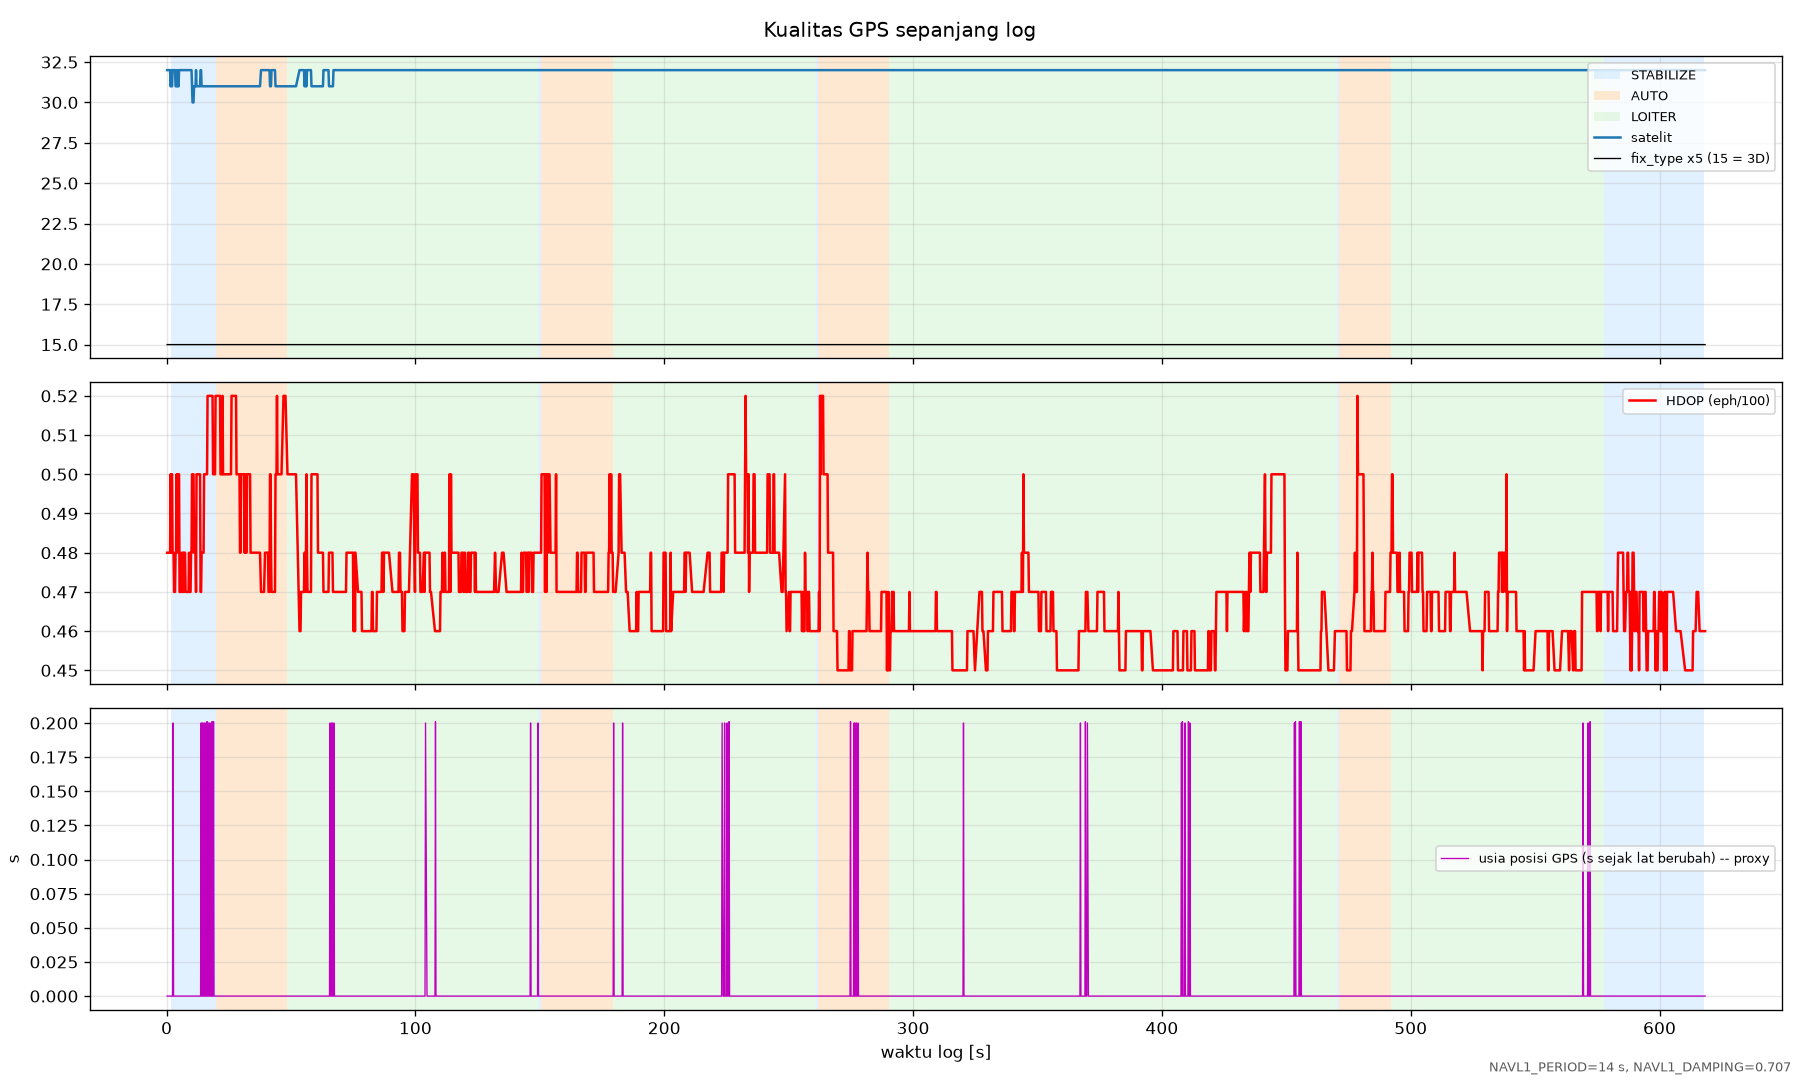 Kualitas GPS sepanjang log
32.5
30.0
27.5
25.0
22.5
20.0
17.5
15.0
STABILIZE
AUTO
LOITER
satelit
fix_type x5 (15 = 3D)
0.52
0.51
0.50
0.49
0.48
0.47
0.46
0.45
HDOP (eph/100)
s
0.200
0.175
0.150
0.125
0.100
0.075
0.050
0.025
0.000
usia posisi GPS (s sejak lat berubah) -- proxy
0 100 200 300 400 500 600
waktu log [s]
NAVL1_PERIOD=14 s, NAVL1_DAMPING=0.707